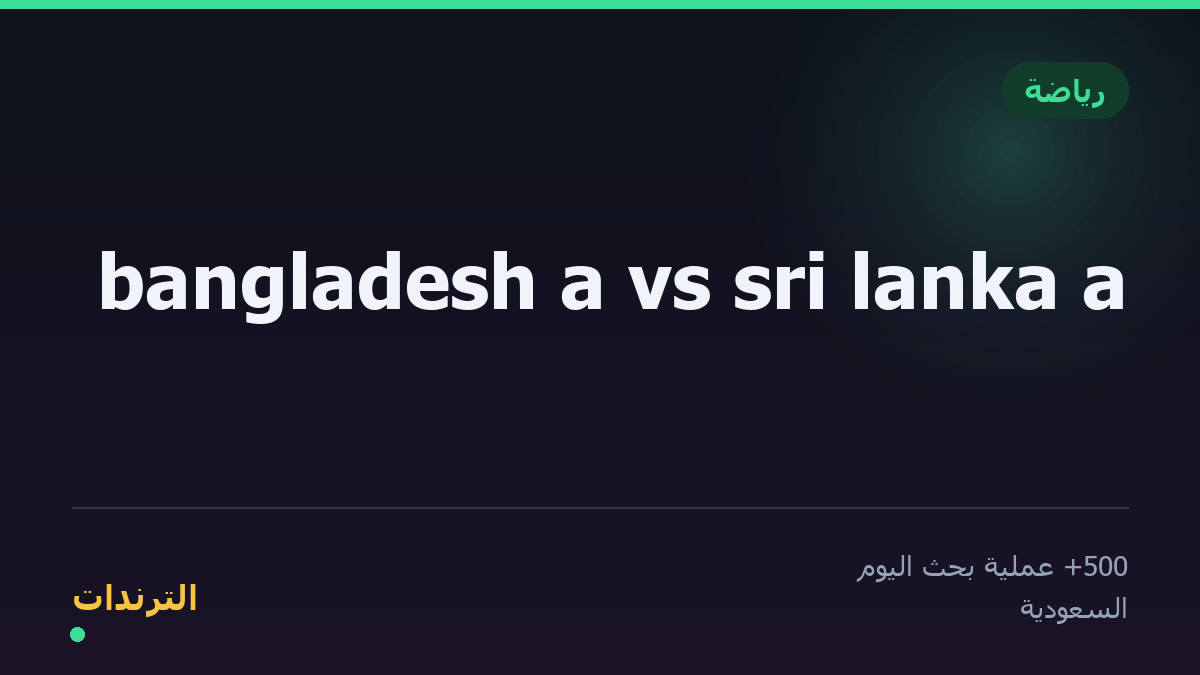 رياضة
bangladesh a vs sri lanka a
500+ عملية بحث اليوم
السعودية
الترندات